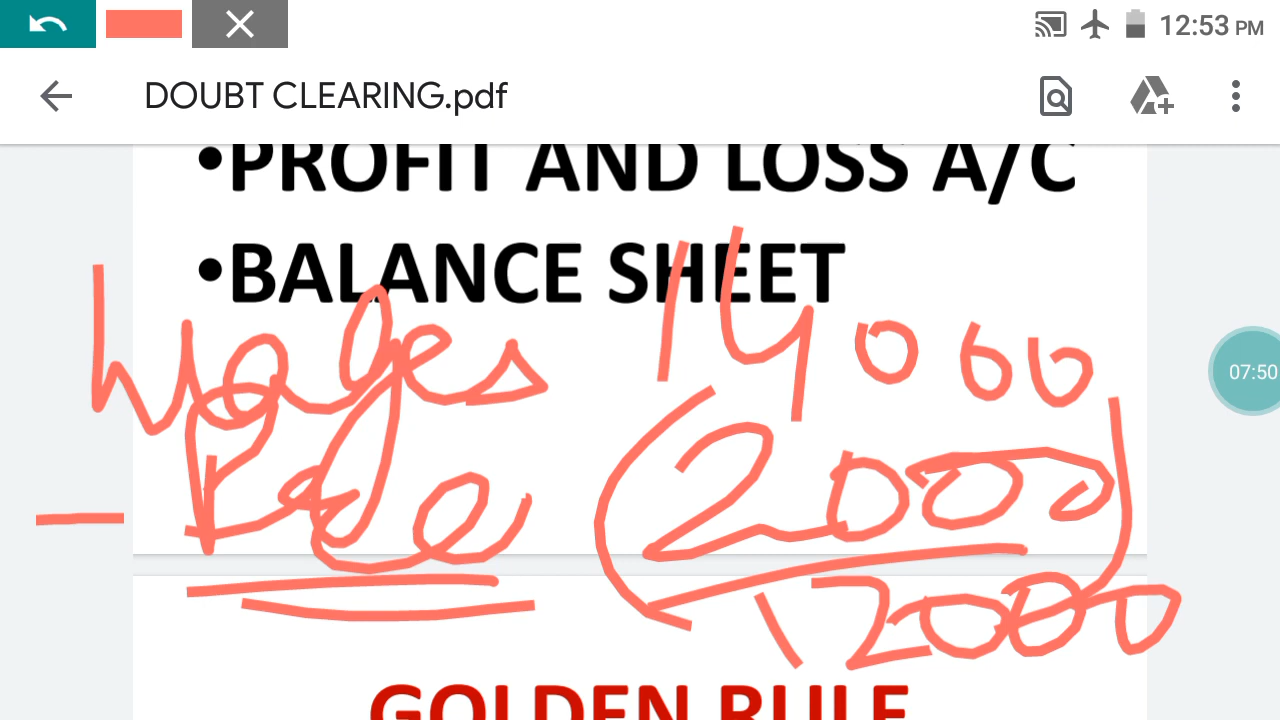 12:53 PM
DOUBT CLEARING.pdf
•PROFIT AND LOSS A/C
•BALANCE SHEET
Wages 14000
07:50
(2000)
12000
GOLDEN RULE